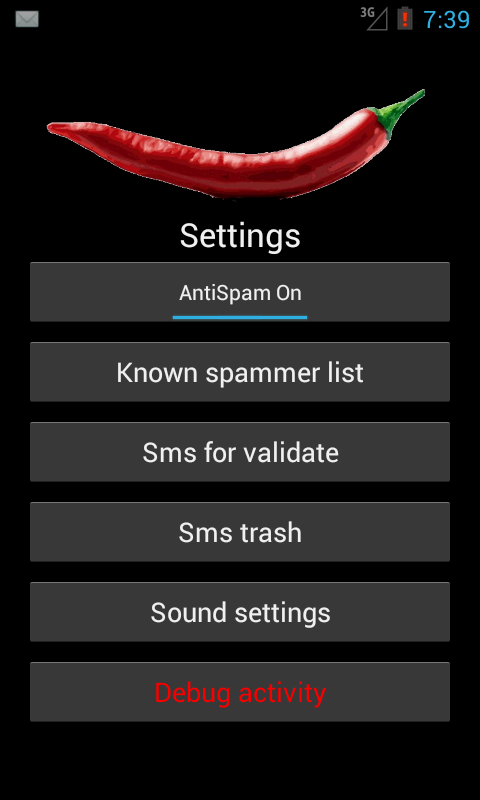 3G 7:39
Settings
AntiSpam On
Known spammer list
Sms for validate
Sms trash
Sound settings
Debug activity